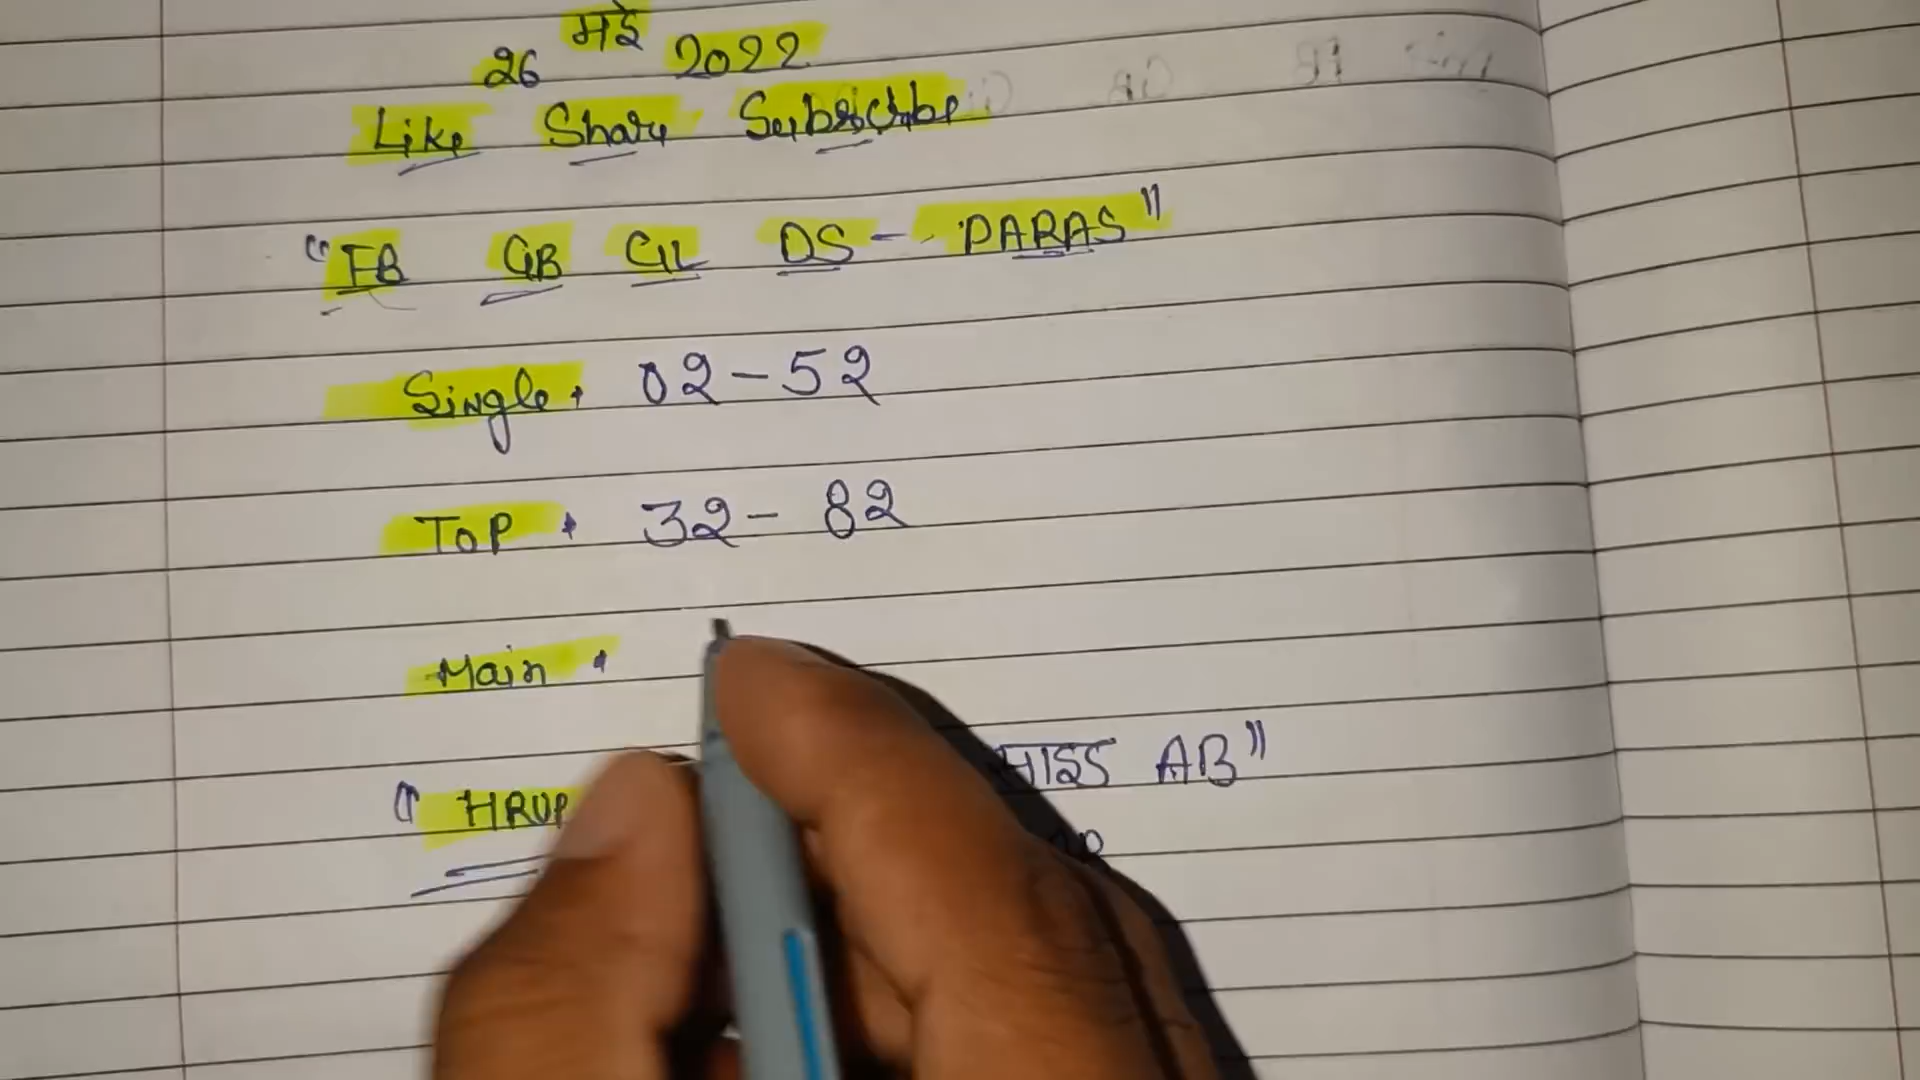 26 मई 2022
Like Share Subscribe
"FB GB GL DS - PARAS"
Single. 02-52
Top. 32-82
Main.
"HRUP AB"